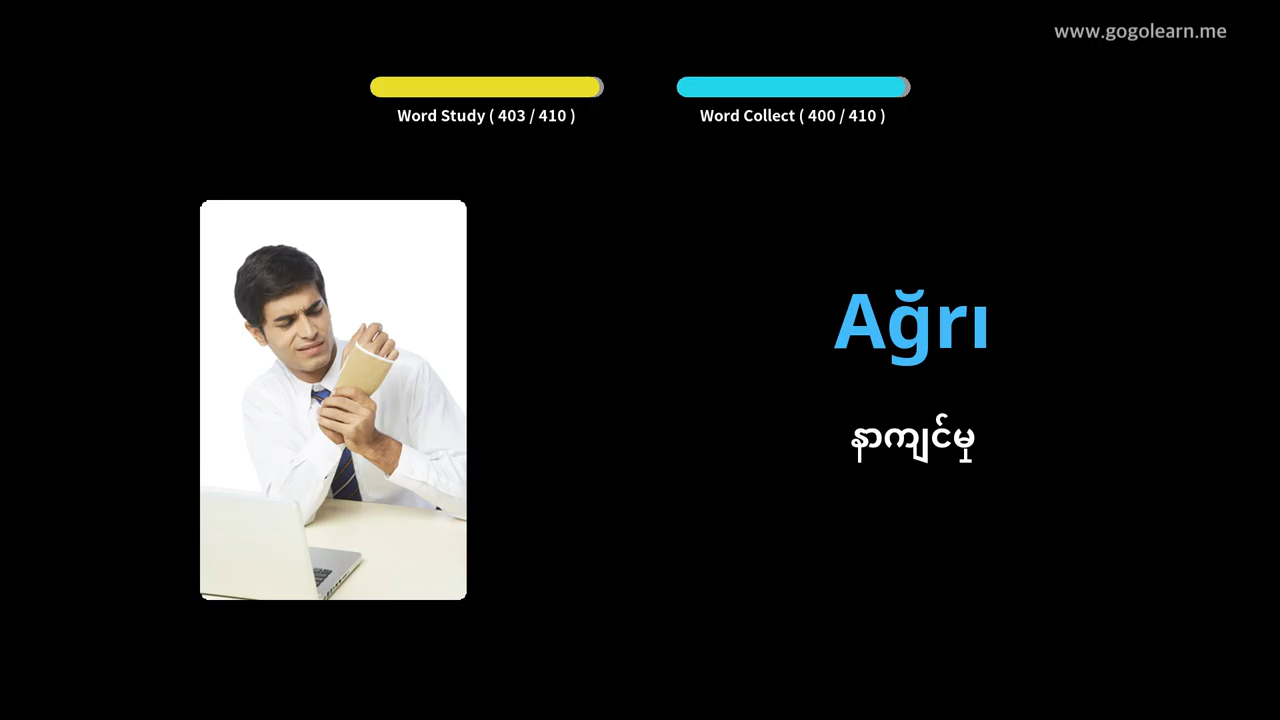 www.gogolearn.me
Word Study ( 403 / 410 )
Word Collect ( 400 / 410 )
Ağrı
နာကျင်မှု